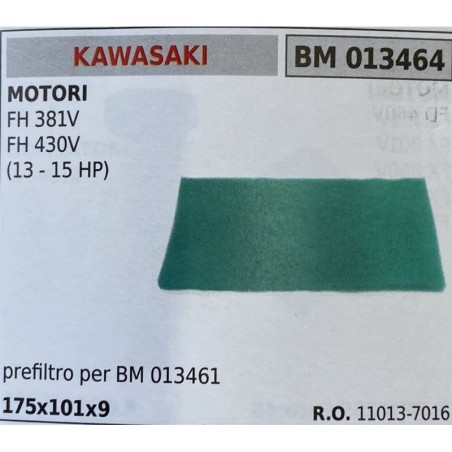 KAWASAKI
BM 013464
MOTORI
FH 381V
FH 430V
(13 - 15 HP)
prefiltro per BM 013461
175x101x9
R.O. 11013-7016